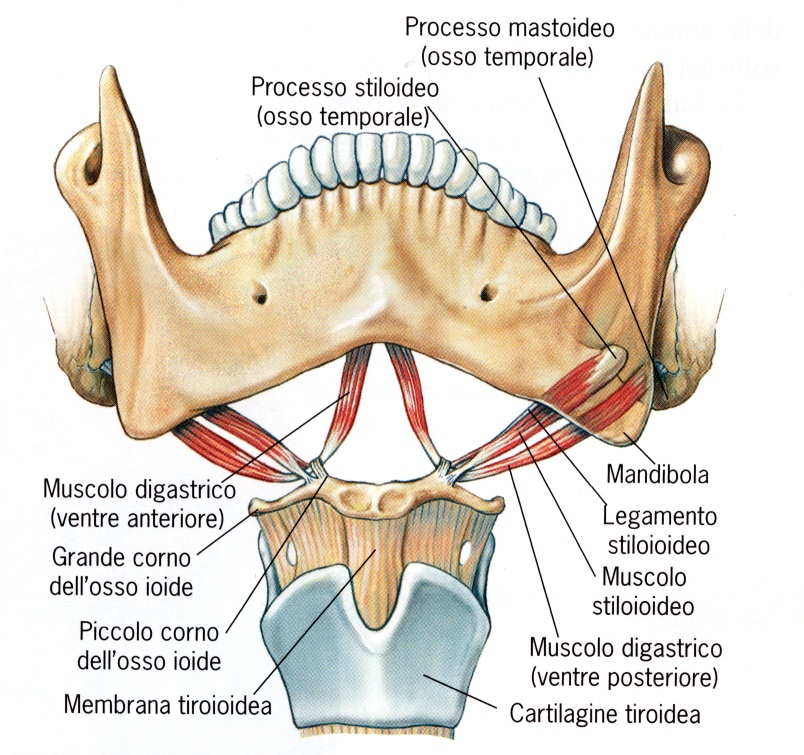 Processo mastoideo
(osso temporale)
Processo stiloideo
(osso temporale)
Muscolo digastrico
(ventre anteriore)
Grande corno
dell'osso ioide
Piccolo corno
dell'osso ioide
Membrana tiroioidea
Mandibola
Legamento
stiloioideo
Muscolo
stiloioideo
Muscolo digastrico
(ventre posteriore)
Cartilagine tiroidea